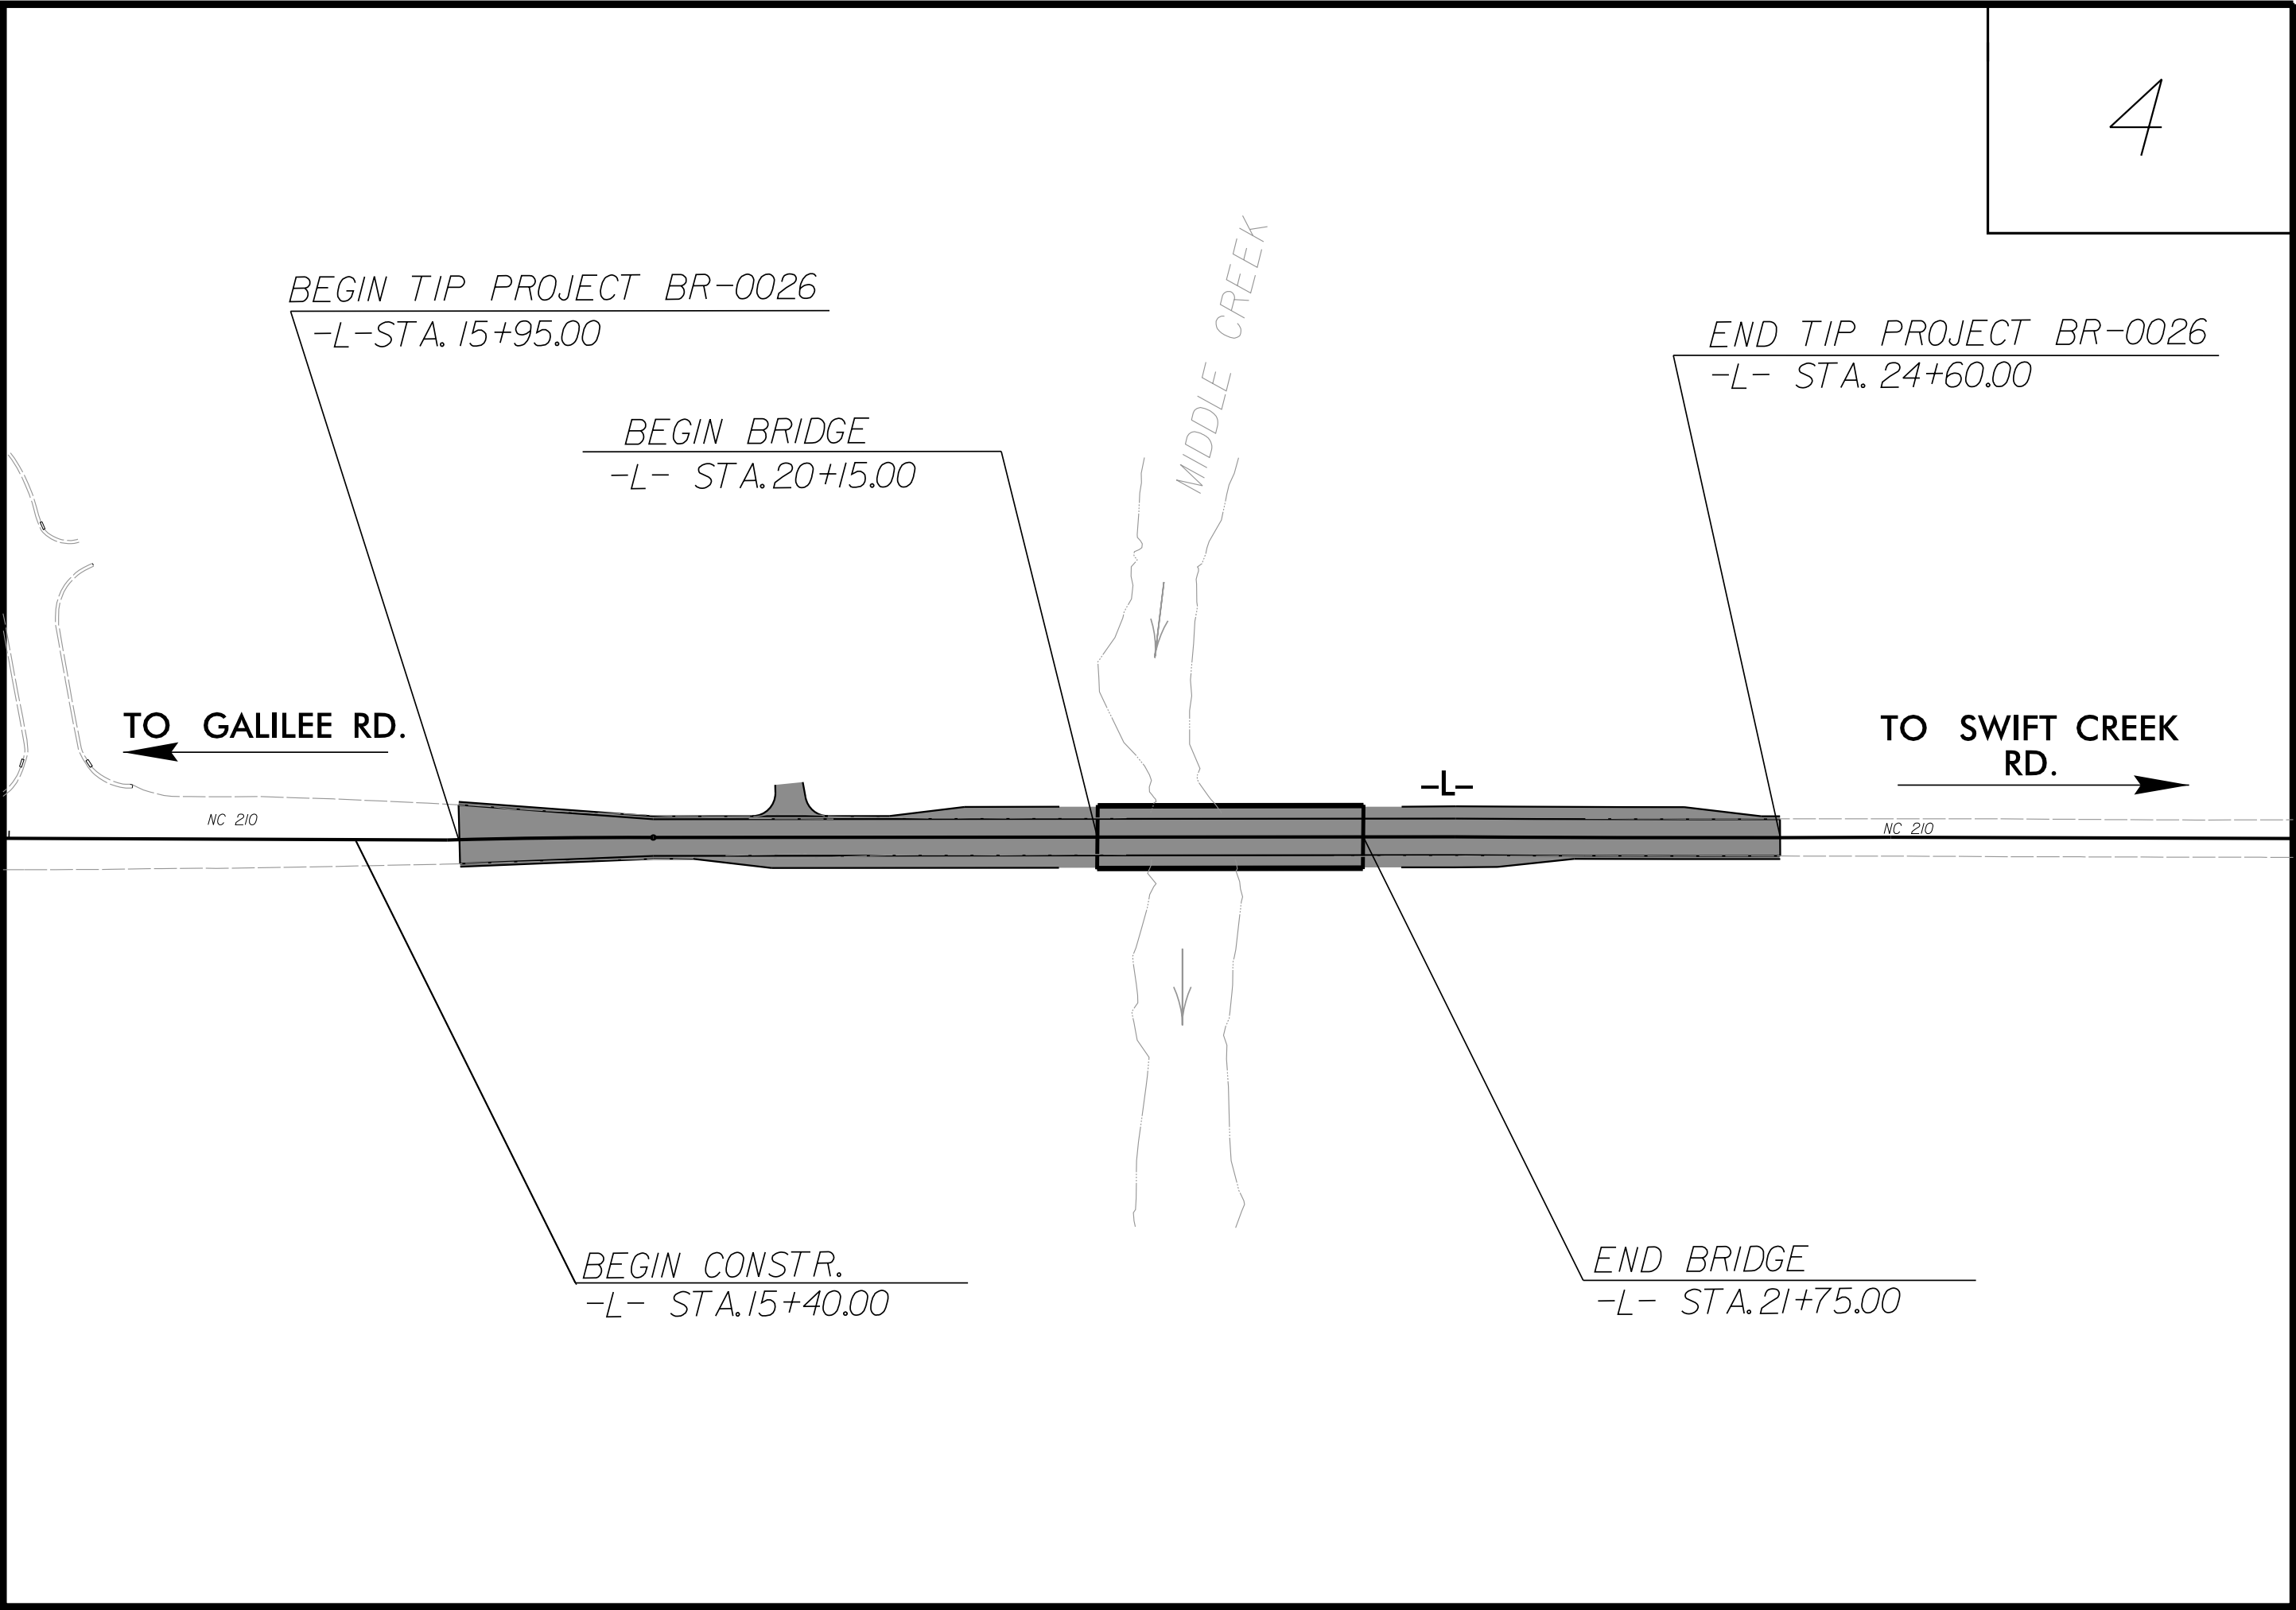 4
MIDDLE CREEK
BEGIN TIP PROJECT BR-0026
-L-STA. 15+95.00
END TIP PROJECT BR-0026
-L- STA. 24+60.00
BEGIN BRIDGE
-L- STA.20+15.00
TO GALILEE RD.
TO SWIFT CREEK
RD.
-L-
NC 210
NC 210
BEGIN CONSTR.
-L- STA.15+40.00
END BRIDGE
-L- STA.21+75.00